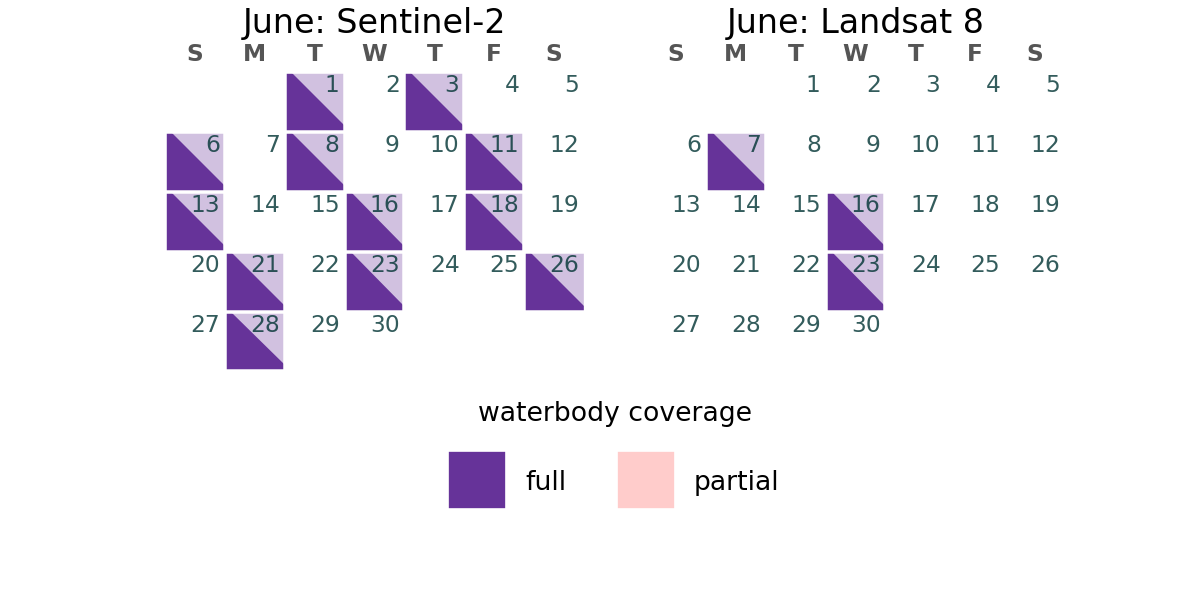 June: Sentinel-2
S M T W T F S
1 2 3 4 5
6 7 8 9 10 11 12
13 14 15 16 17 18 19
20 21 22 23 24 25 26
27 28 29 30
June: Landsat 8
S M T W T F S
1 2 3 4 5
6 7 8 9 10 11 12
13 14 15 16 17 18 19
20 21 22 23 24 25 26
27 28 29 30
waterbody coverage
full
partial